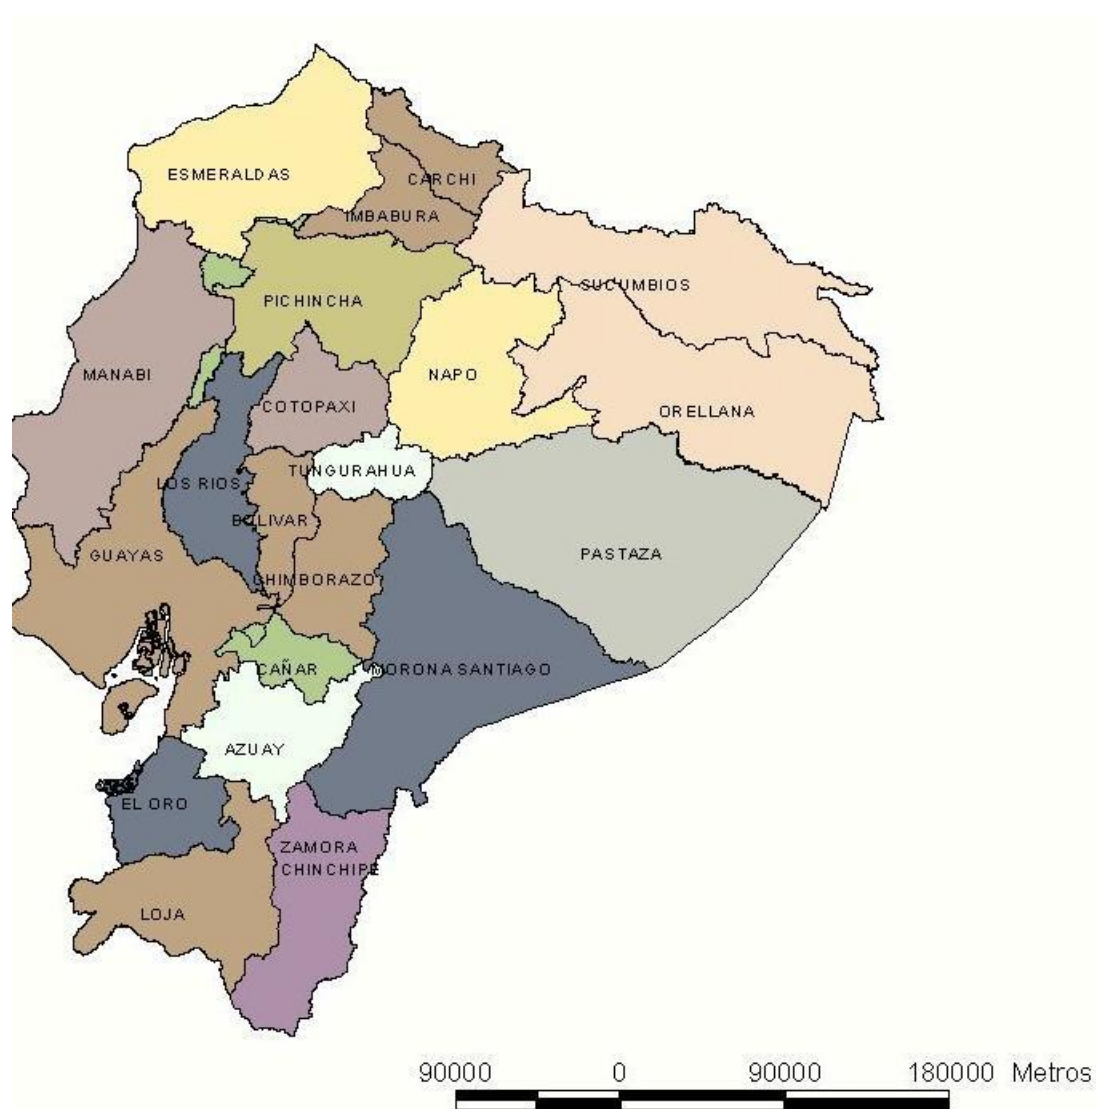 ESMERALDAS
CARCHI
IMBABURA
SUCUMBIOS
PICHINCHA
MANABI
NAPO
COTOPAXI
ORELLANA
TUNGURAHUA
LOS RIOS
BOLIVAR
GUAYAS
PASTAZA
CHIMBORAZO
CAÑAR
MORONA SANTIAGO
AZUAY
EL ORO
ZAMORA
CHINCHIPE
LOJA
90000 0 90000 180000 Metros